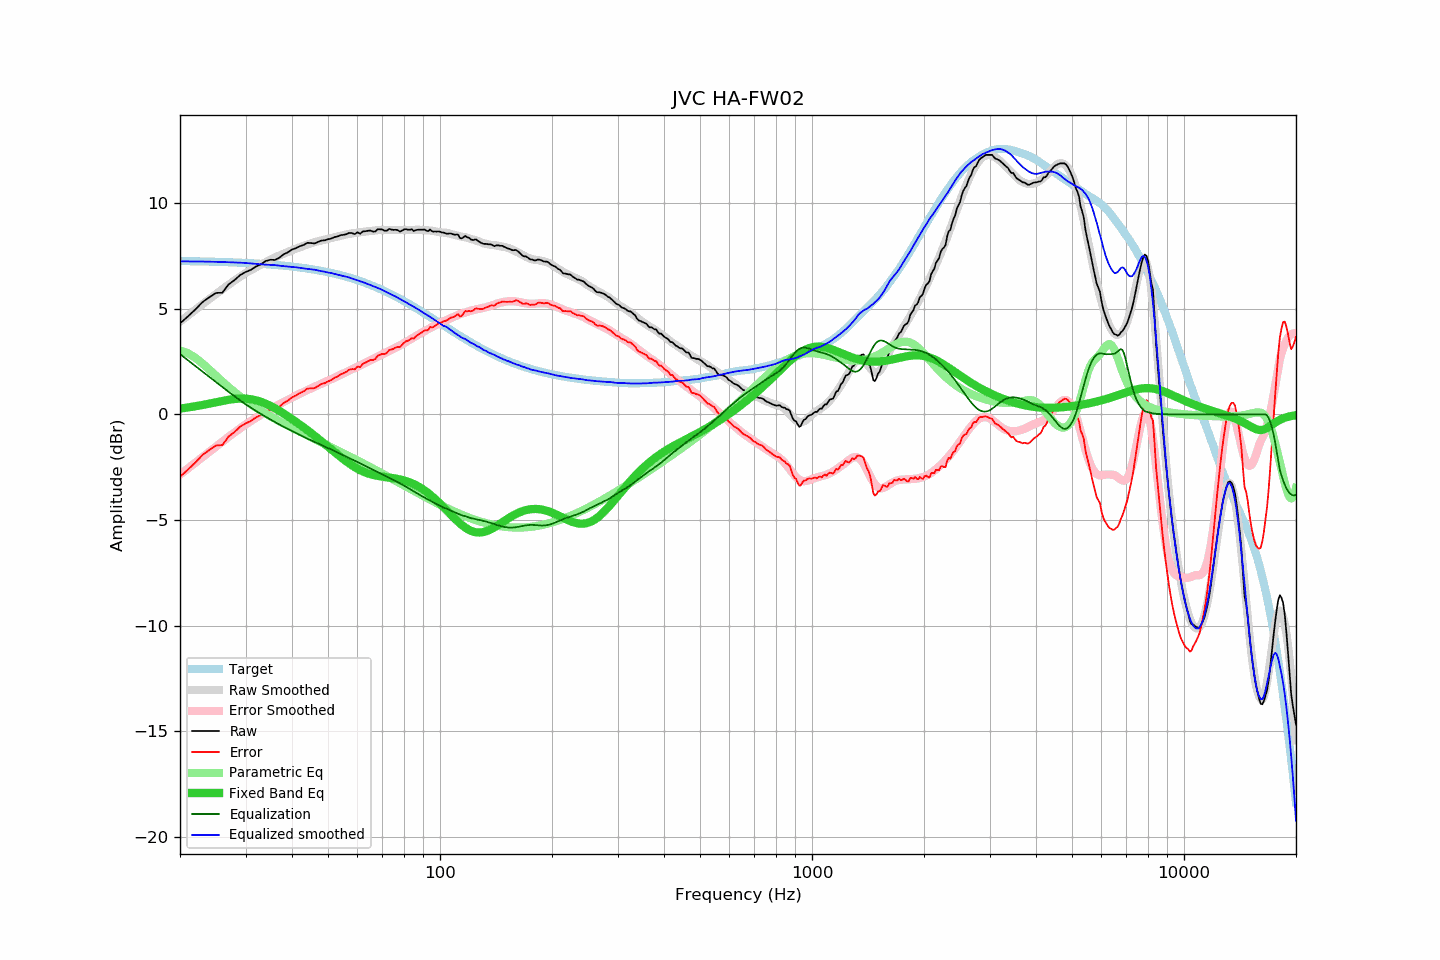 JVC HA-FW02
Amplitude (dBr)
10
5
0
−5
−10
−15
−20
Target
Raw Smoothed
Error Smoothed
Raw
Error
Parametric Eq
Fixed Band Eq
Equalization
Equalized smoothed
100
1000
10000
Frequency (Hz)